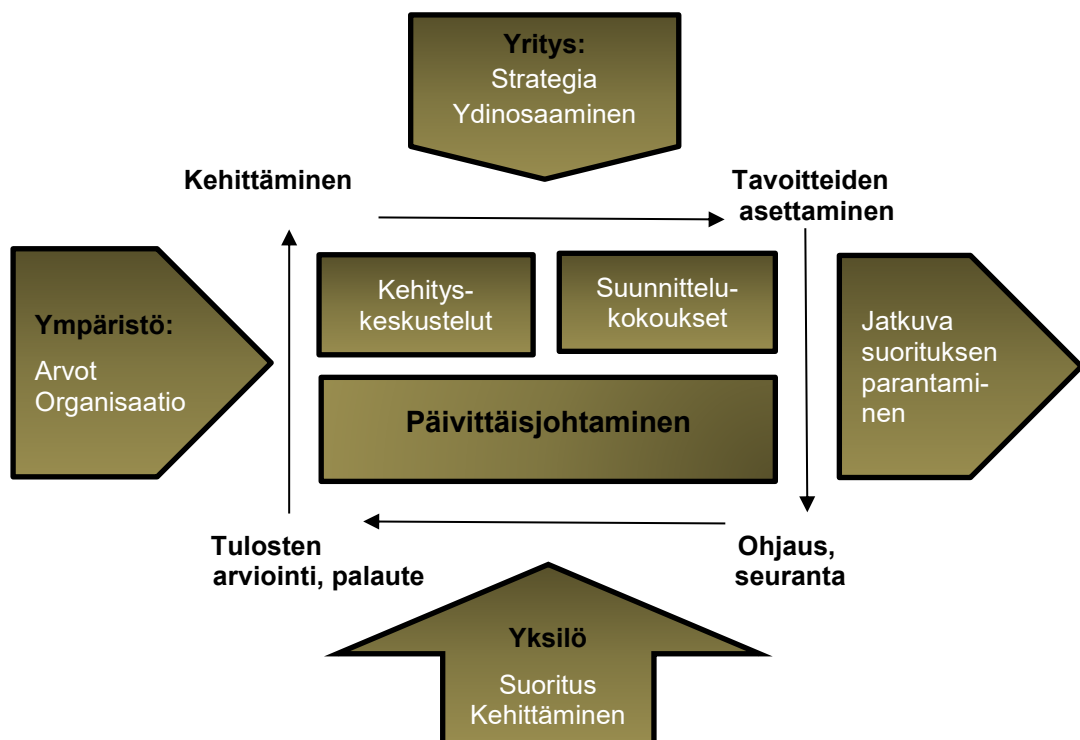 Yritys:
Strategia
Ydinosaaminen
Kehittäminen
Tavoitteiden
asettaminen
Ympäristö:
Arvot
Organisaatio
Kehitys-
keskustelut
Suunnittelu-
kokoukset
Päivittäisjohtaminen
Jatkuva
suorituksen
parantami-
nen
Tulosten
arviointi, palaute
Ohjaus,
seuranta
Yksilö
Suoritus
Kehittäminen